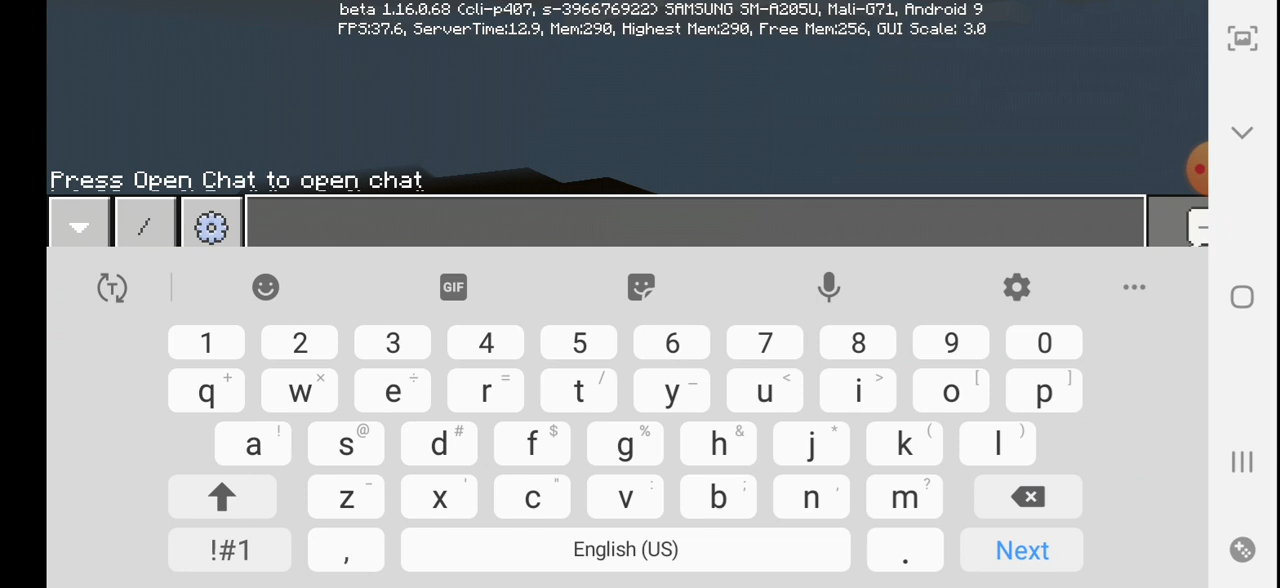 beta 1.16.0.68 (cli-p407, s-396676922) SAMSUNG SM-A205U, Mali-G71, Android 9
FPS:37.6, ServerTime:12.9, Mem:290, Highest Mem:290, Free Mem:256, GUI Scale: 3.0
Press Open Chat to open chat
/
T GIF
1 2 3 4 5 6 7 8 9 0
q + w × e ÷ r = t / y _ u < i > o [ p ]
a ! s @ d # f $ g % h & j * k ( l )
z - x ' c " v : b ; n , m ?
!#1 , English (US) . Next